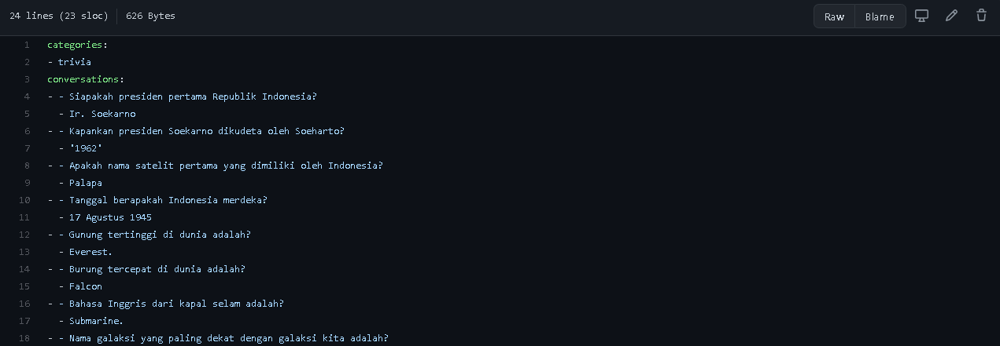 24 lines (23 sloc) 626 Bytes Raw Blame
1 categories:
2 - trivia
3 conversations:
4 - - Siapakah presiden pertama Republik Indonesia?
5 - Ir. Soekarno
6 - - Kapankan presiden Soekarno dikudeta oleh Soeharto?
7 - '1962'
8 - - Apakah nama satelit pertama yang dimiliki oleh Indonesia?
9 - Palapa
10 - - Tanggal berapakah Indonesia merdeka?
11 - 17 Agustus 1945
12 - - Gunung tertinggi di dunia adalah?
13 - Everest.
14 - - Burung tercepat di dunia adalah?
15 - Falcon
16 - - Bahasa Inggris dari kapal selam adalah?
17 - Submarine.
18 - - Nama galaksi yang paling dekat dengan galaksi kita adalah?